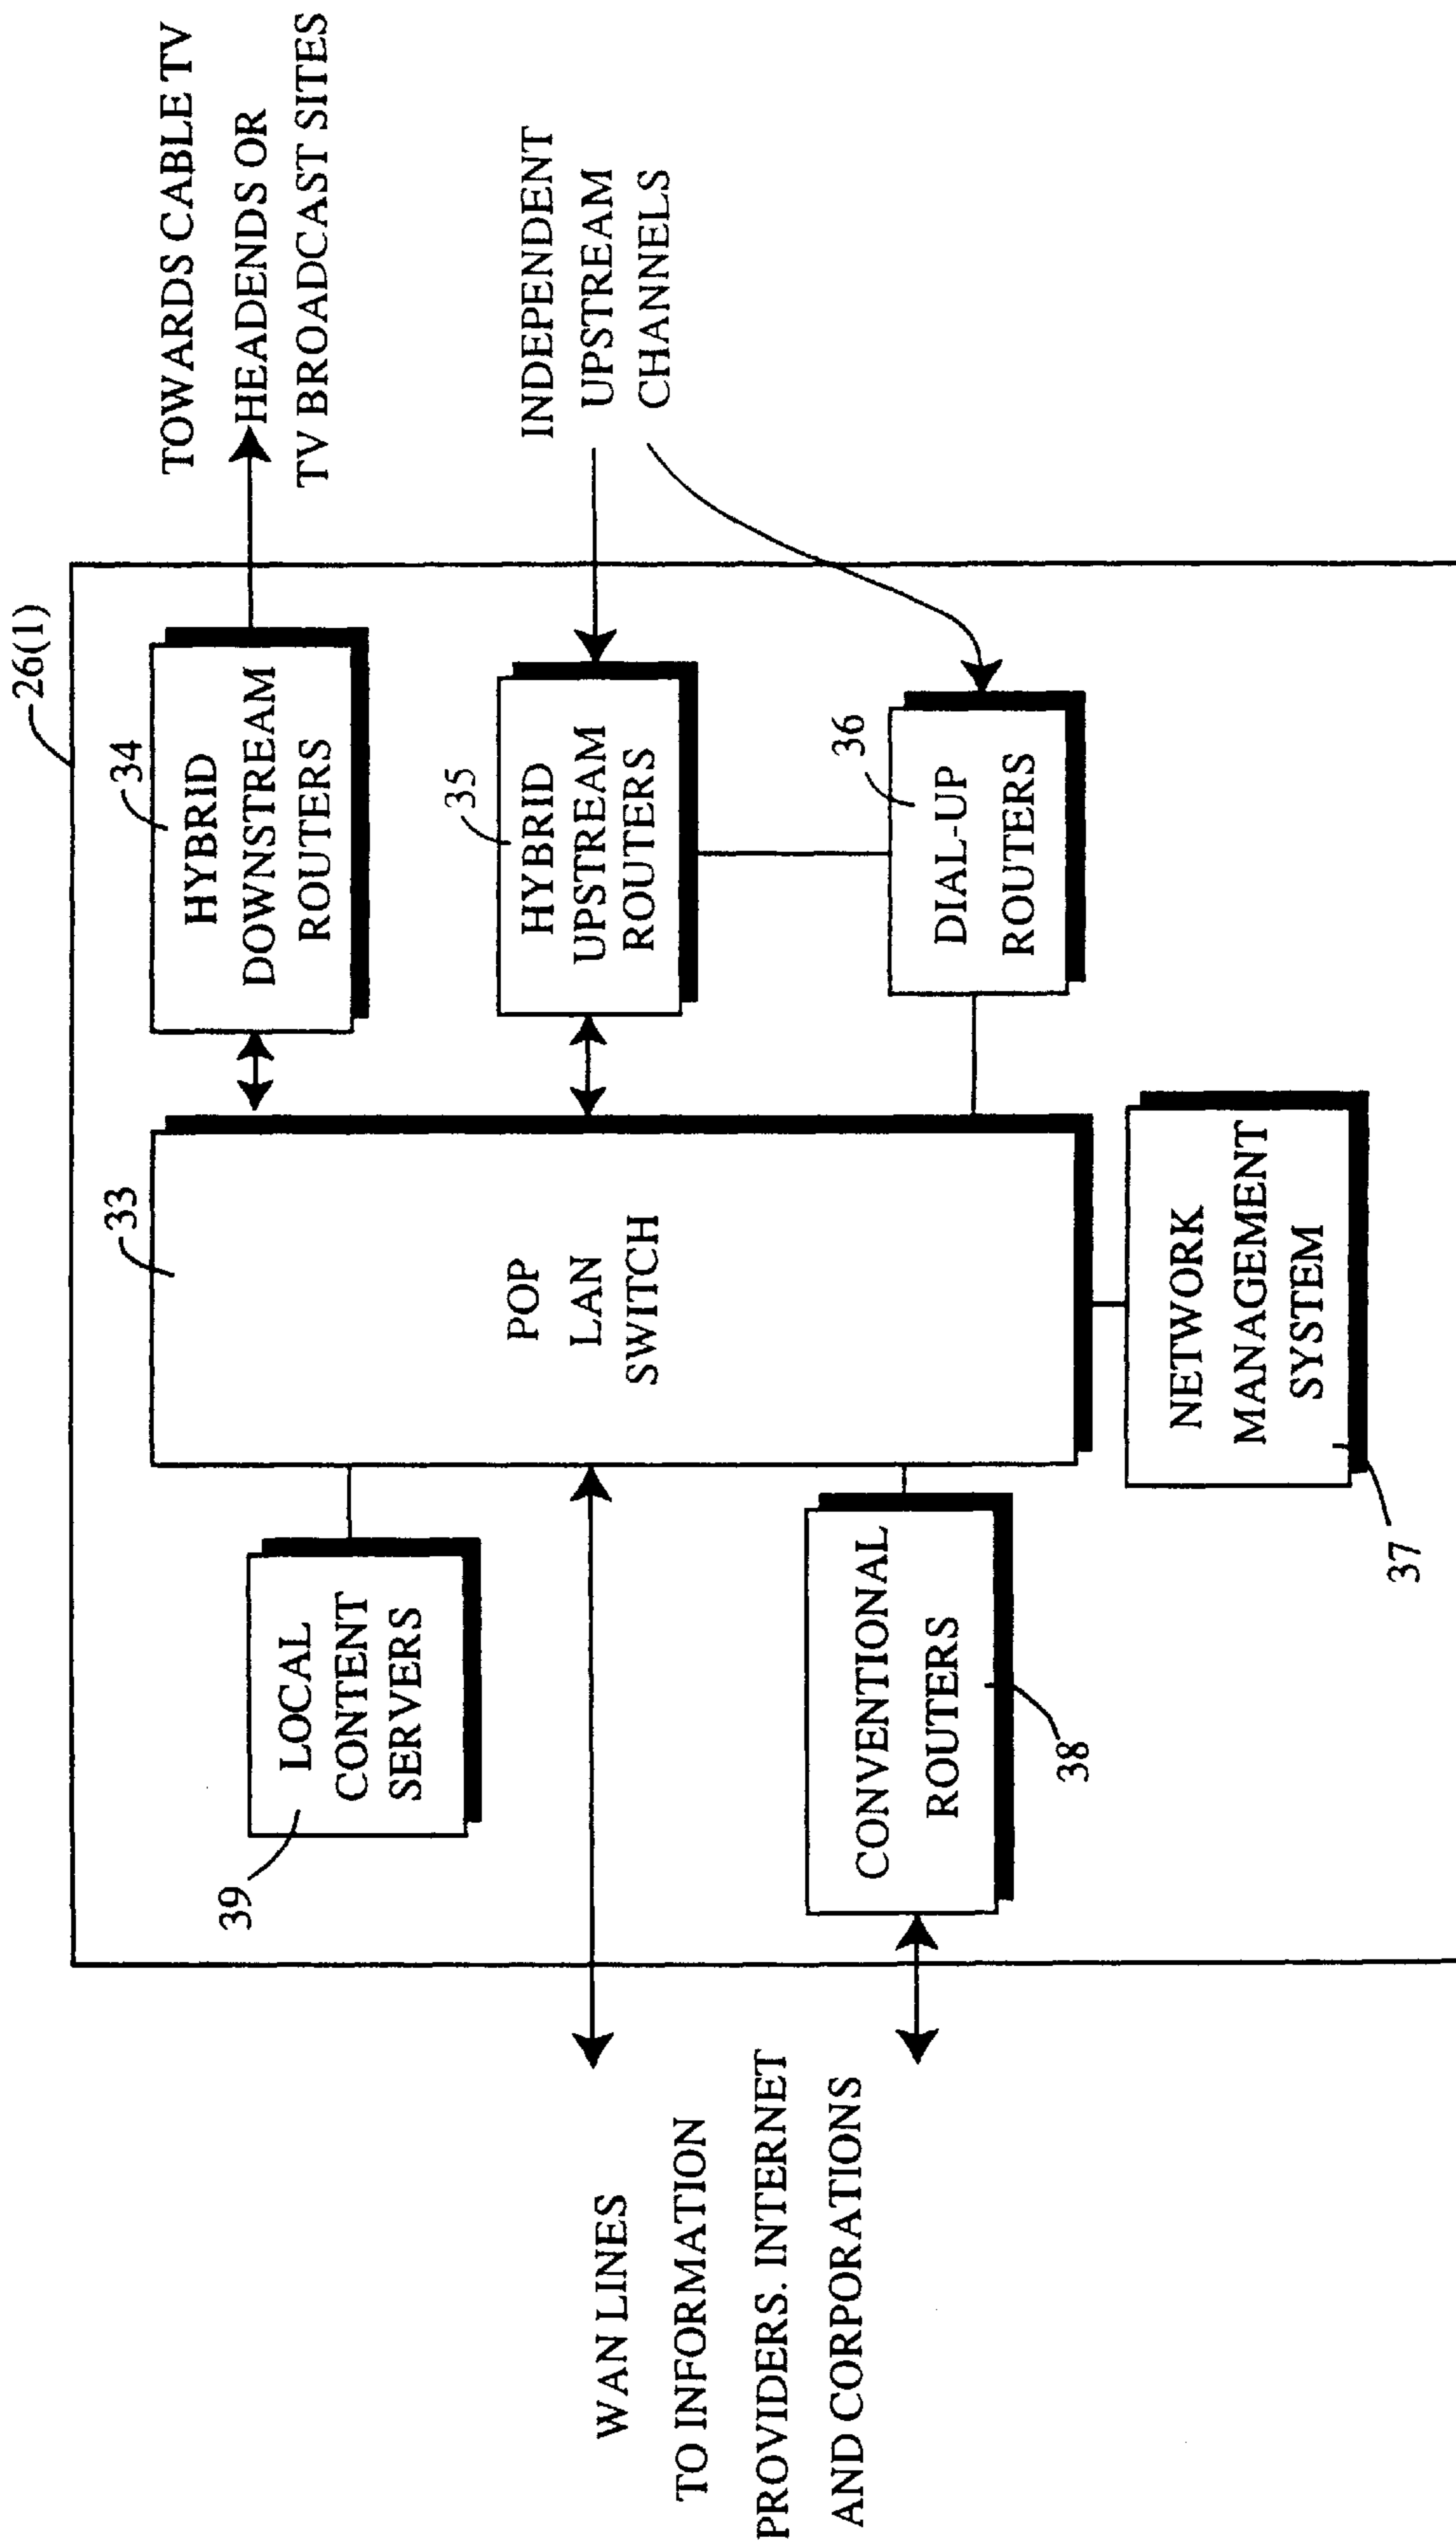 26(1)
TOWARDS CABLE TV
HEADENDS OR
TV BROADCAST SITES
34
HYBRID
DOWNSTREAM
ROUTERS
INDEPENDENT
UPSTREAM
CHANNELS
35
HYBRID
UPSTREAM
ROUTERS
36
DIAL-UP
ROUTERS
33
POP
LAN
SWITCH
NETWORK
MANAGEMENT
SYSTEM
37
39
LOCAL
CONTENT
SERVERS
CONVENTIONAL
ROUTERS
38
WAN LINES
TO INFORMATION
PROVIDERS. INTERNET
AND CORPORATIONS